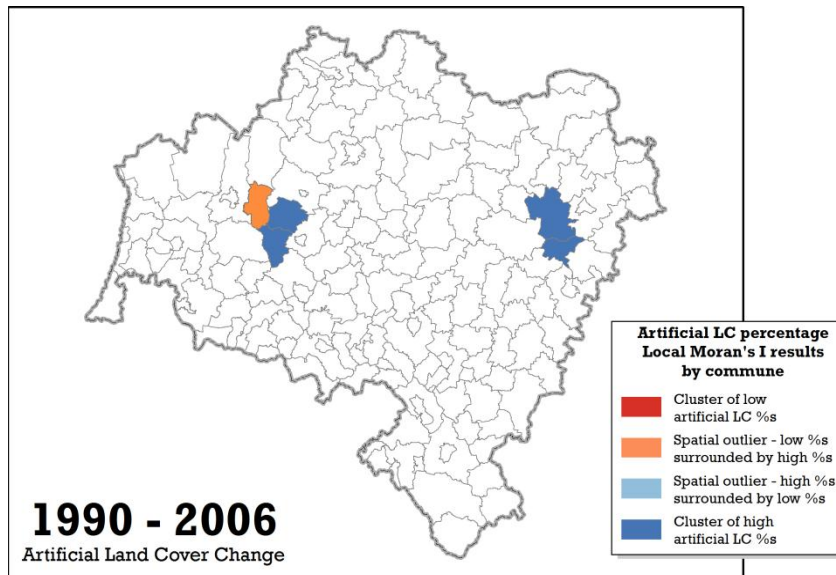 Artificial LC percentage
Local Moran's I results
by commune
Cluster of low
artificial LC %s
Spatial outlier - low %s
surrounded by high %s
Spatial outlier - high %s
surrounded by low %s
Cluster of high
artificial LC %s
1990 - 2006
Artificial Land Cover Change